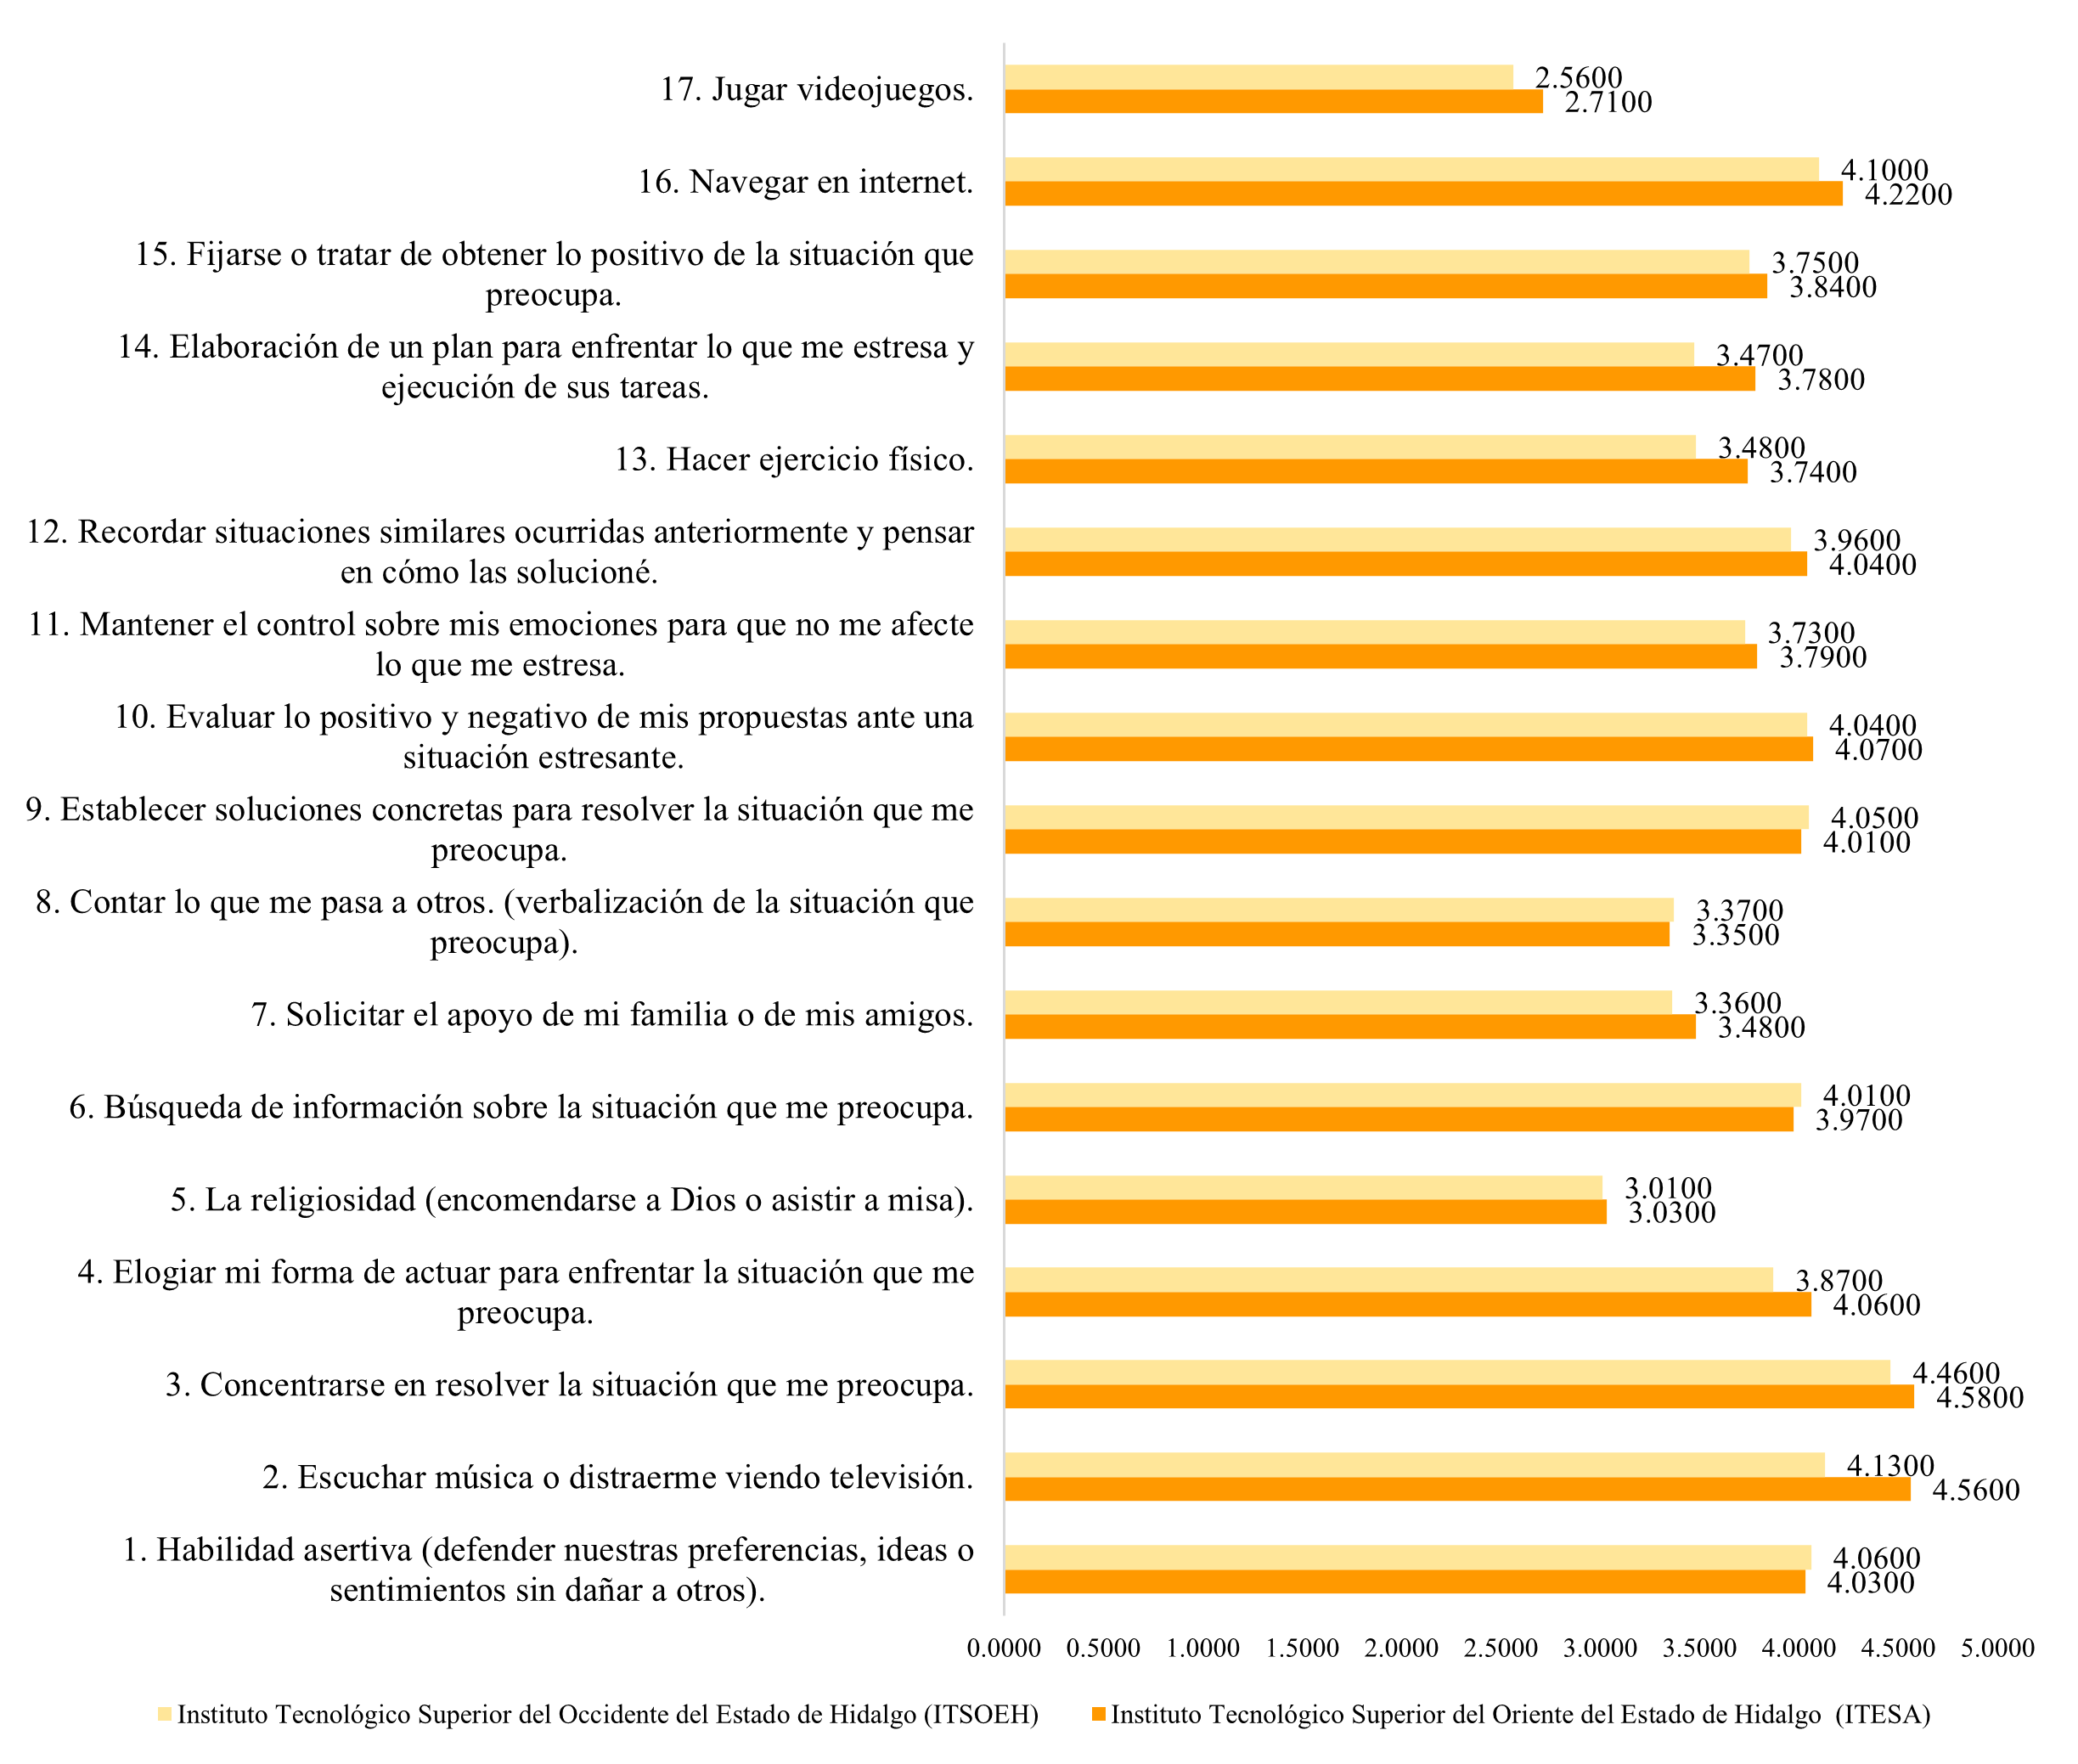 17. Jugar videojuegos.
2.5600
2.7100
16. Navegar en internet.
4.1000
4.2200
15. Fijarse o tratar de obtener lo positivo de la situación que
preocupa.
3.7500
3.8400
14. Elaboración de un plan para enfrentar lo que me estresa y
ejecución de sus tareas.
3.4700
3.7800
13. Hacer ejercicio físico.
3.4800
3.7400
12. Recordar situaciones similares ocurridas anteriormente y pensar
en cómo las solucioné.
3.9600
4.0400
11. Mantener el control sobre mis emociones para que no me afecte
lo que me estresa.
3.7300
3.7900
10. Evaluar lo positivo y negativo de mis propuestas ante una
situación estresante.
4.0400
4.0700
9. Establecer soluciones concretas para resolver la situación que me
preocupa.
4.0500
4.0100
8. Contar lo que me pasa a otros. (verbalización de la situación que
preocupa).
3.3700
3.3500
7. Solicitar el apoyo de mi familia o de mis amigos.
3.3600
3.4800
6. Búsqueda de información sobre la situación que me preocupa.
4.0100
3.9700
5. La religiosidad (encomendarse a Dios o asistir a misa).
3.0100
3.0300
4. Elogiar mi forma de actuar para enfrentar la situación que me
preocupa.
3.8700
4.0600
3. Concentrarse en resolver la situación que me preocupa.
4.4600
4.5800
2. Escuchar música o distraerme viendo televisión.
4.1300
4.5600
1. Habilidad asertiva (defender nuestras preferencias, ideas o
sentimientos sin dañar a otros).
4.0600
4.0300
0.0000 0.5000 1.0000 1.5000 2.0000 2.5000 3.0000 3.5000 4.0000 4.5000 5.0000
Instituto Tecnológico Superior del Occidente del Estado de Hidalgo (ITSOEH) Instituto Tecnológico Superior del Oriente del Estado de Hidalgo (ITESA)